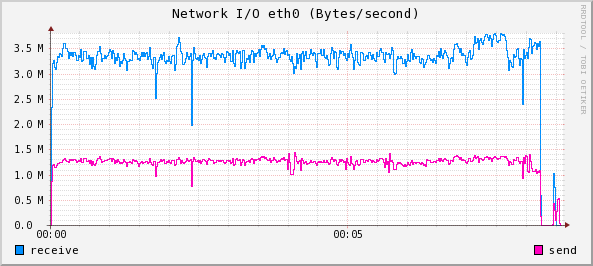 Network I/O eth0 (Bytes/second)
RRDTOOL / TOBI OETIKER
3.5 M
3.0 M
2.5 M
2.0 M
1.5 M
1.0 M
0.5 M
0.0
00:00 00:05
receive send